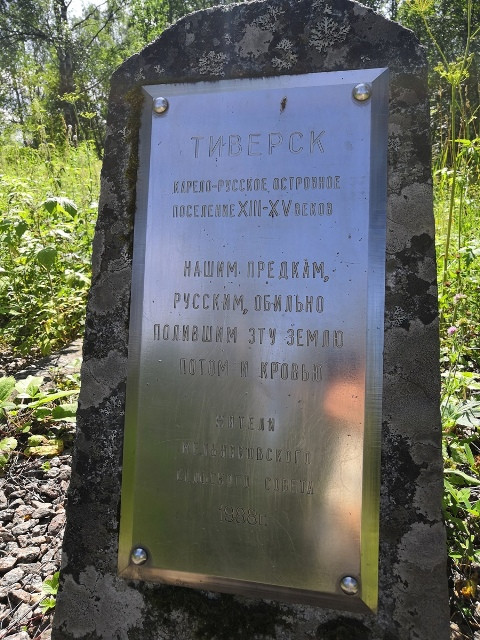 ТИВЕРСК
КАРЕЛО-РУССКОЕ ОСТРОВНОЕ
ПОСЕЛЕНИЕ XIII-XV ВЕКОВ
НАШИМ ПРЕДКАМ,
РУССКИМ, ОБИЛЬНО
ПОЛИВШИМ ЭТУ ЗЕМЛЮ
ПОТОМ И КРОВЬЮ
ЖИТЕЛИ
СОВЕТА